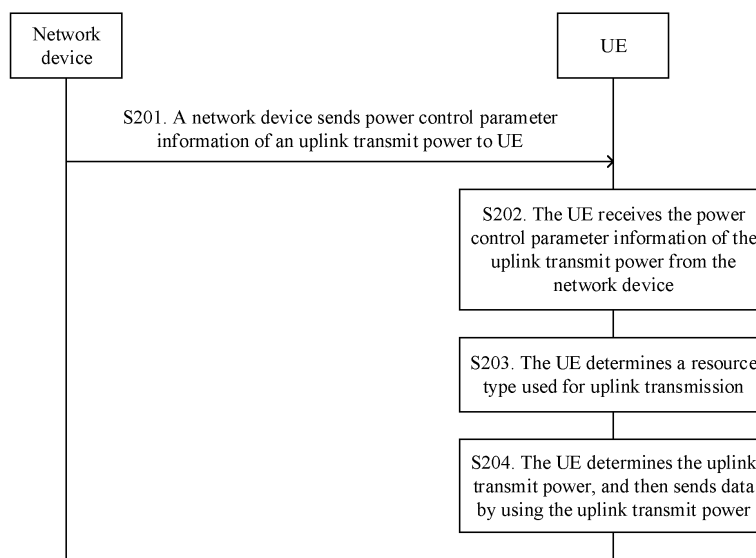 Network
device
UE
S201. A network device sends power control parameter
information of an uplink transmit power to UE
S202. The UE receives the power
control parameter information of the
uplink transmit power from the
network device
S203. The UE determines a resource
type used for uplink transmission
S204. The UE determines the uplink
transmit power, and then sends data
by using the uplink transmit power